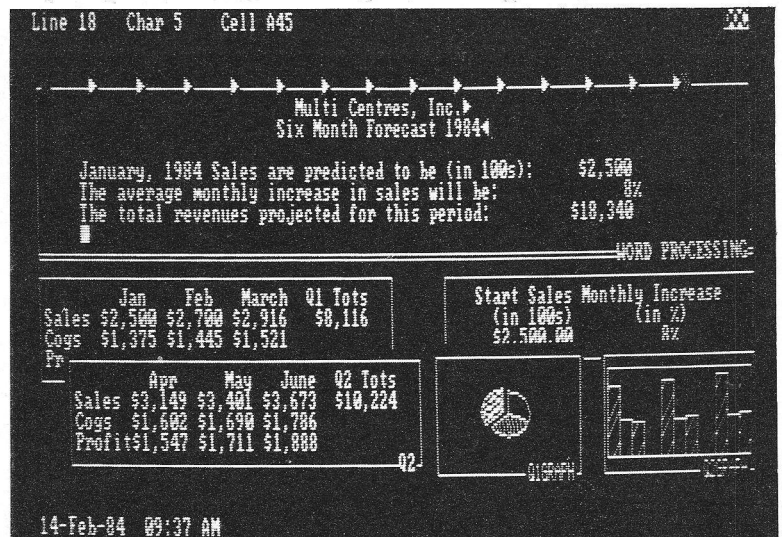 Line 18 Char 5 Cell A45
Multi Centres, Inc.
Six Month Forecast 1984
January, 1984 Sales are predicted to be (in 100s): $2,500
The average monthly increase in sales will be: 8%
The total revenues projected for this period: $18,340
WORD PROCESSING
Jan Feb March Q1 Tots
Sales $2,500 $2,700 $2,916 $8,116
Cogs $1,375 $1,445 $1,521
Pr
Start Sales Monthly Increase
(in 100s) (in %)
$2,500.00 8%
Apr May June Q2 Tots
Sales $3,149 $3,401 $3,673 $10,224
Cogs $1,602 $1,690 $1,786
Profit$1,547 $1,711 $1,888
Q2
Q1GRAPH
14-Feb-84 09:37 AM